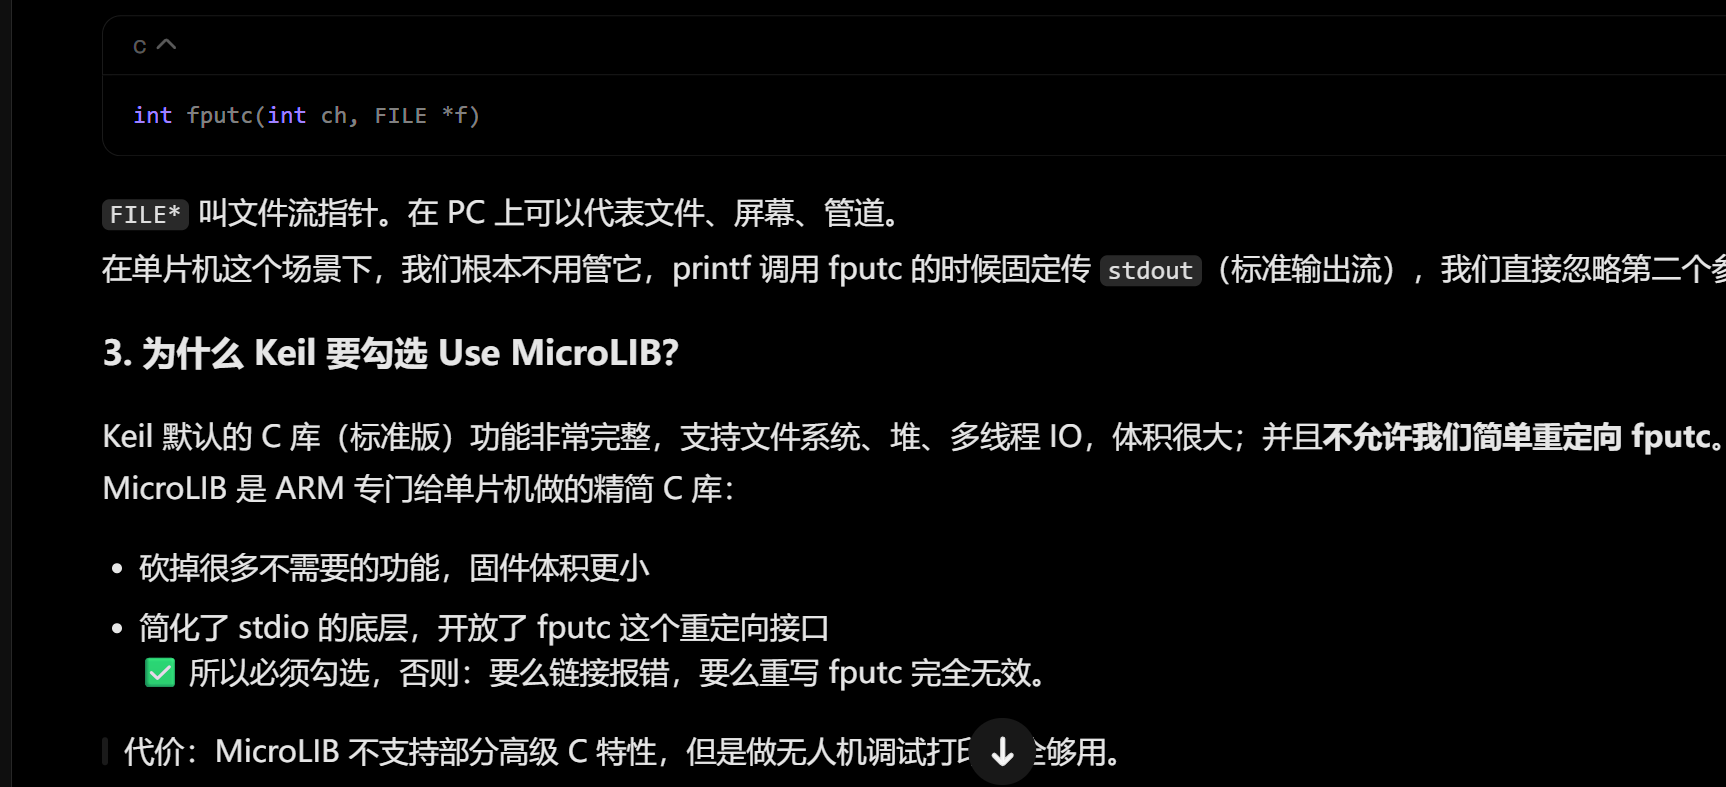 c
int fputc(int ch, FILE *f)
FILE* 叫文件流指针。在 PC 上可以代表文件、屏幕、管道。
在单片机这个场景下，我们根本不用管它，printf 调用 fputc 的时候固定传 stdout（标准输出流），我们直接忽略第二个参
3. 为什么 Keil 要勾选 Use MicroLIB?
Keil 默认的 C 库（标准版）功能非常完整，支持文件系统、堆、多线程 IO，体积很大；并且不允许我们简单重定向 fputc。
MicroLIB 是 ARM 专门给单片机做的精简 C 库：
• 砍掉很多不需要的功能，固件体积更小
• 简化了 stdio 的底层，开放了 fputc 这个重定向接口
✅ 所以必须勾选，否则：要么链接报错，要么重写 fputc 完全无效。
代价：MicroLIB 不支持部分高级 C 特性，但是做无人机调试打印全够用。